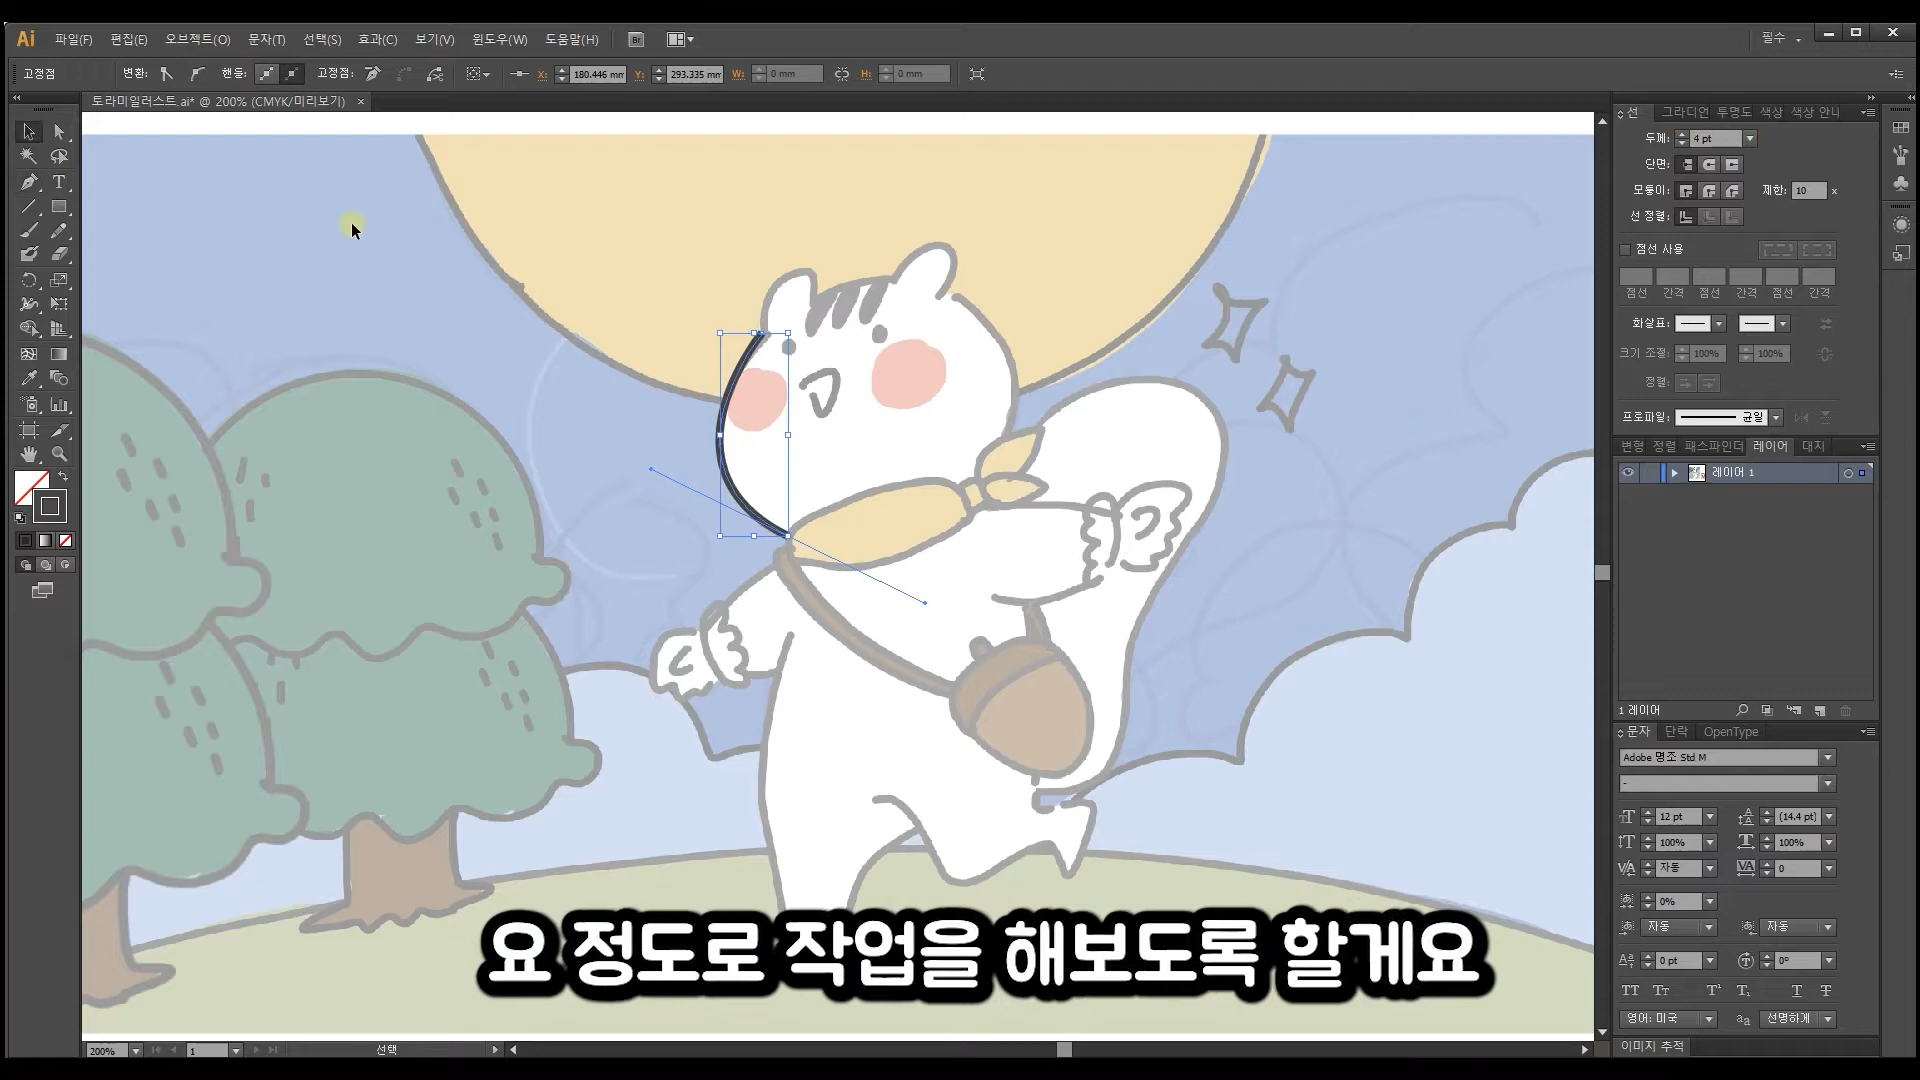 Ai 파일(F) 편집(E) 오브젝트(O) 문자(T) 선택(S) 효과(C) 보기(V) 윈도우(W) 도움말(H) Br 필수
고정점 변환: 핸들: 고정점: X: 180.446 mm Y: 293.335 mm W: 0 mm H: 0 mm
토라미일러스트.ai* @ 200% (CMYK/미리보기) ×
선 그라디언 투명도 색상 색상 안내
두께: 4 pt
단면:
모퉁이: 제한: 10 x
선 정렬:
점선 사용
점선 간격 점선 간격 점선 간격
화살표:
크기 조절: 100% 100%
정렬:
프로파일: 균일
변형 정렬 패스파인더 레이어 대지
레이어 1
1 레이어
문자 단락 OpenType
Adobe 명조 Std M
-
12 pt (14.4 pt)
100% 100%
자동 0
0%
자동 자동
0 pt 0°
TT Tт T¹ T₁ T Ŧ
영어: 미국 aa 선명하게
이미지 추적
요 정도로 작업을 해보도록 할게요
200% 1 선택